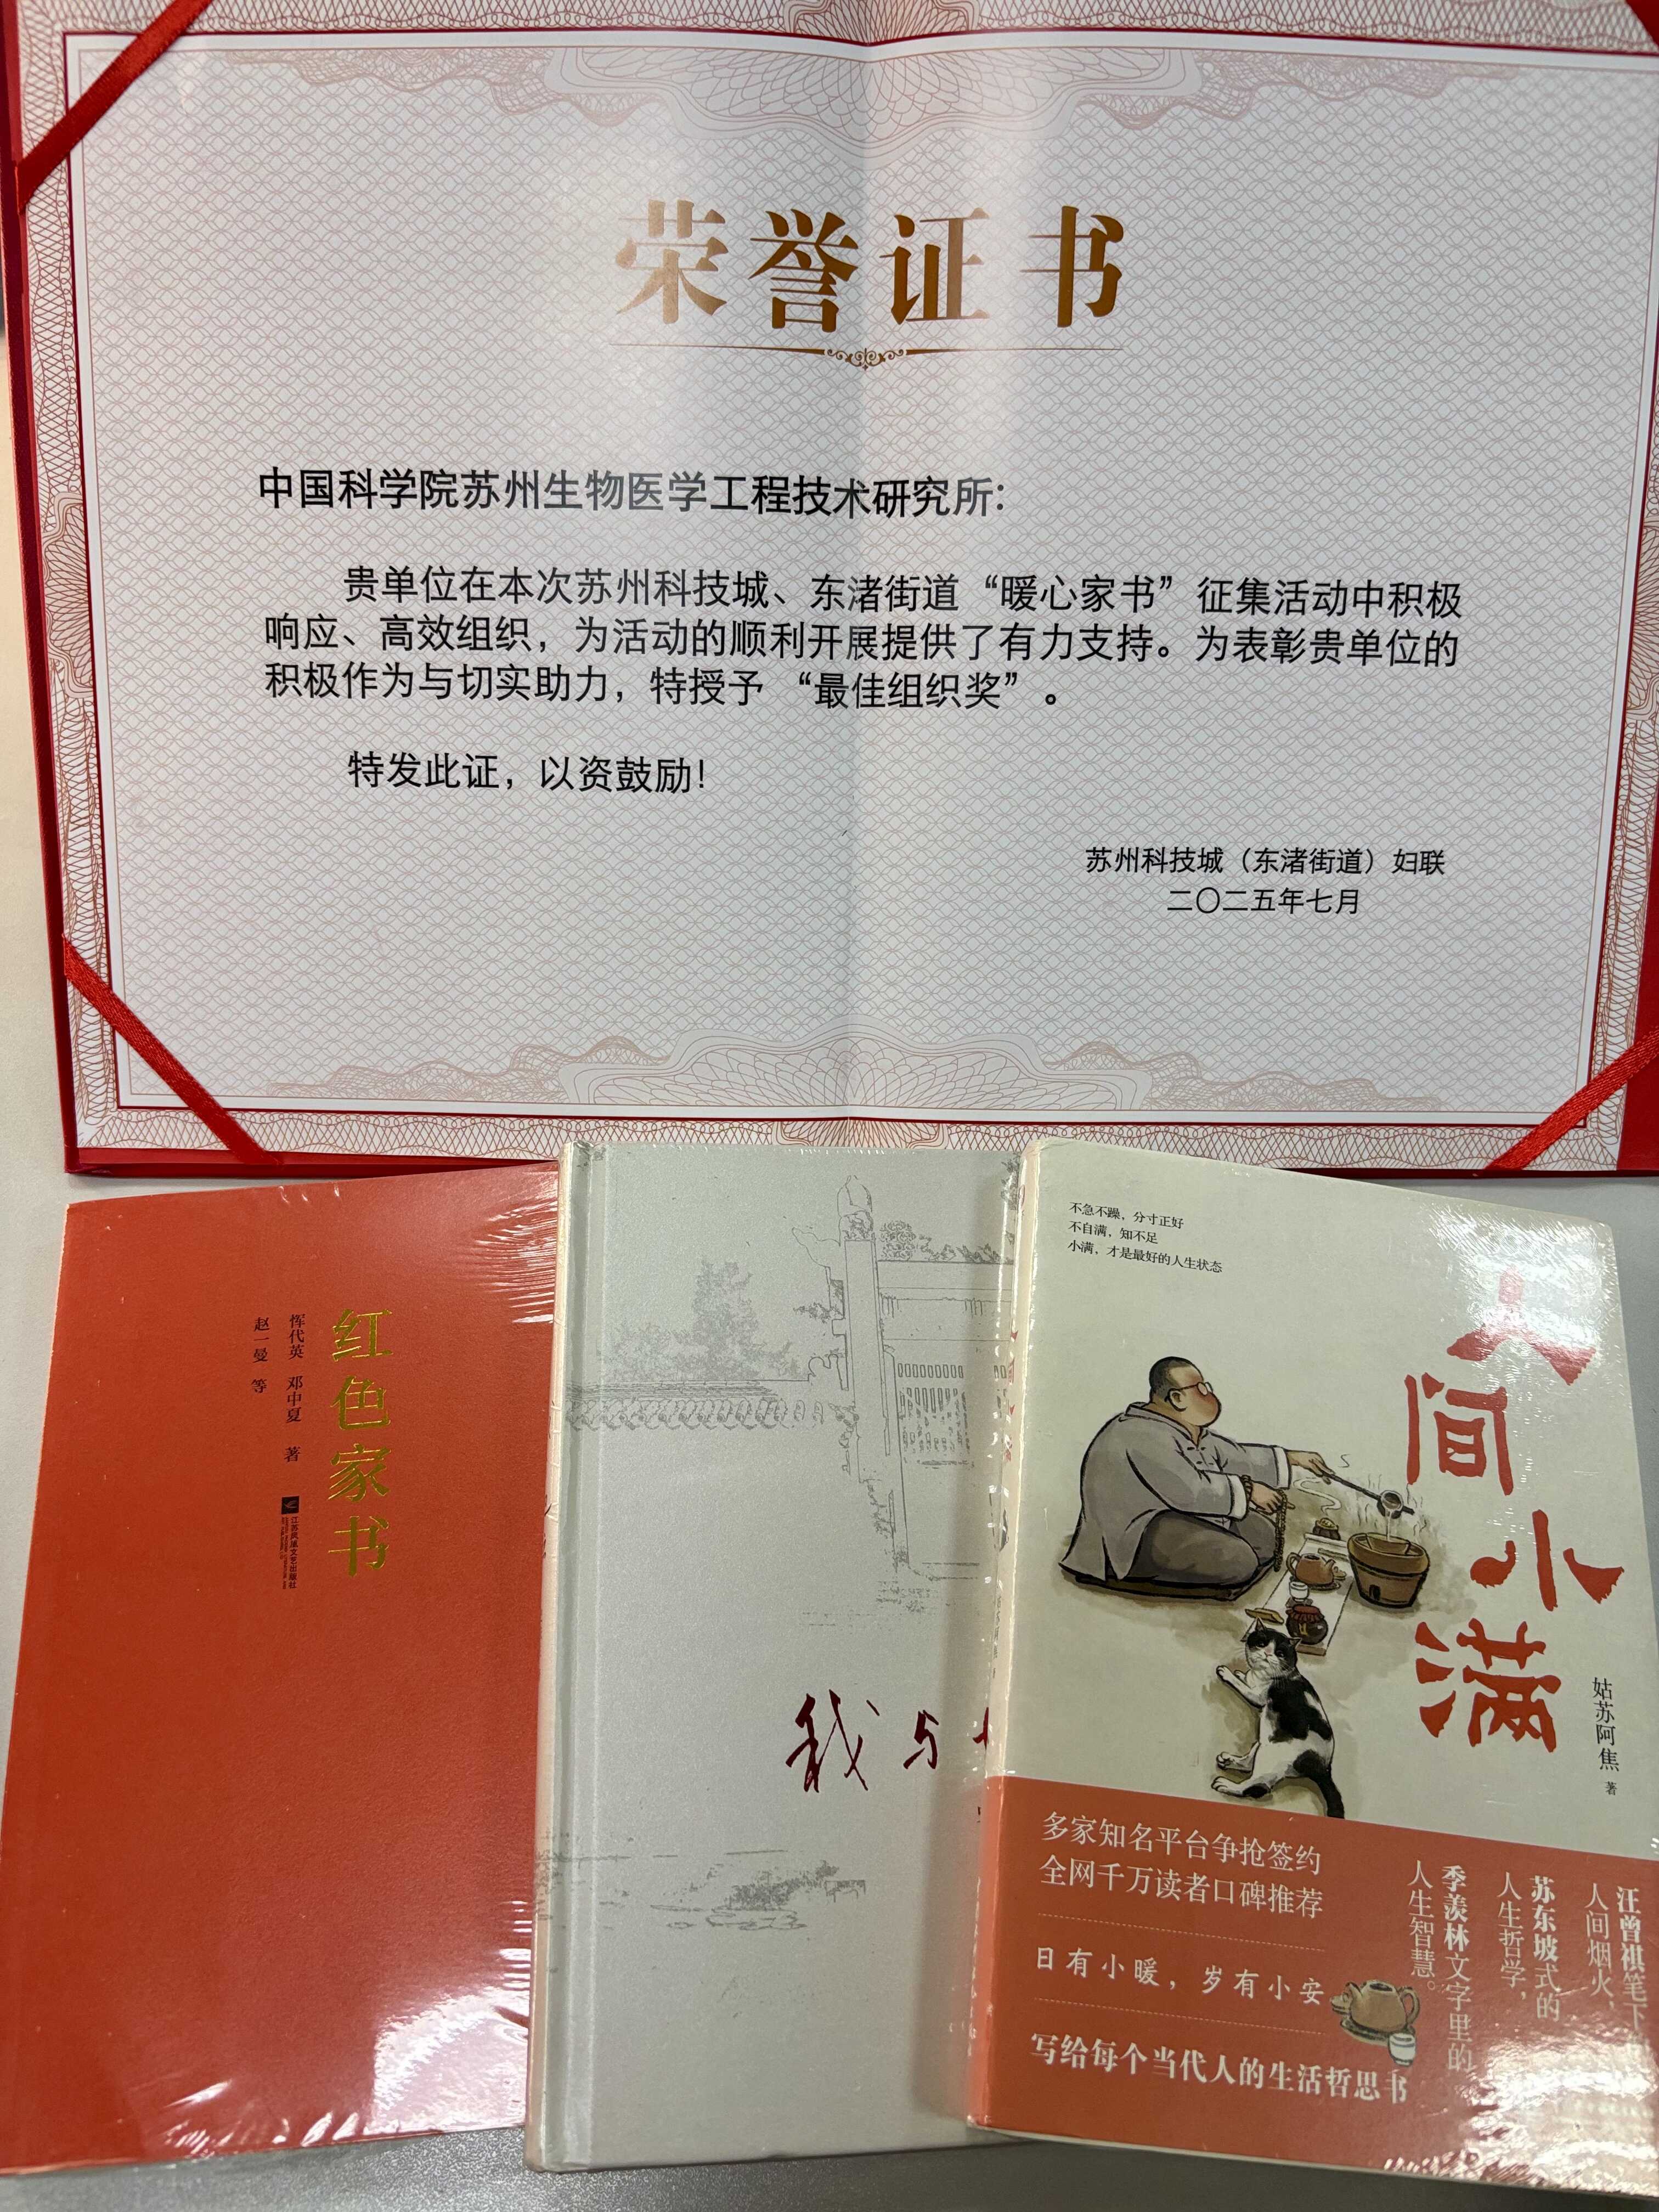 荣誉证书
中国科学院苏州生物医学工程技术研究所：
贵单位在本次苏州科技城、东渚街道“暖心家书”征集活动中积极
响应、高效组织，为活动的顺利开展提供了有力支持。为表彰贵单位的
积极作为与切实助力，特授予 “最佳组织奖”。
特发此证，以资鼓励！
苏州科技城（东渚街道）妇联
二〇二五年七月
红色家书
恽代英 邓中夏 著
赵一曼 等
江苏凤凰文艺出版社
我与
不急不躁，分寸正好
不自满，知不足
小满，才是最好的人生状态
人间小满
姑苏阿焦 著
多家知名平台争抢签约
全网千万读者口碑推荐
日有小暖，岁有小安
写给每个当代人的生活哲思书
汪曾祺笔下
人间烟火，
苏东坡式的
人生哲学，
季羡林文字里的
人生智慧。